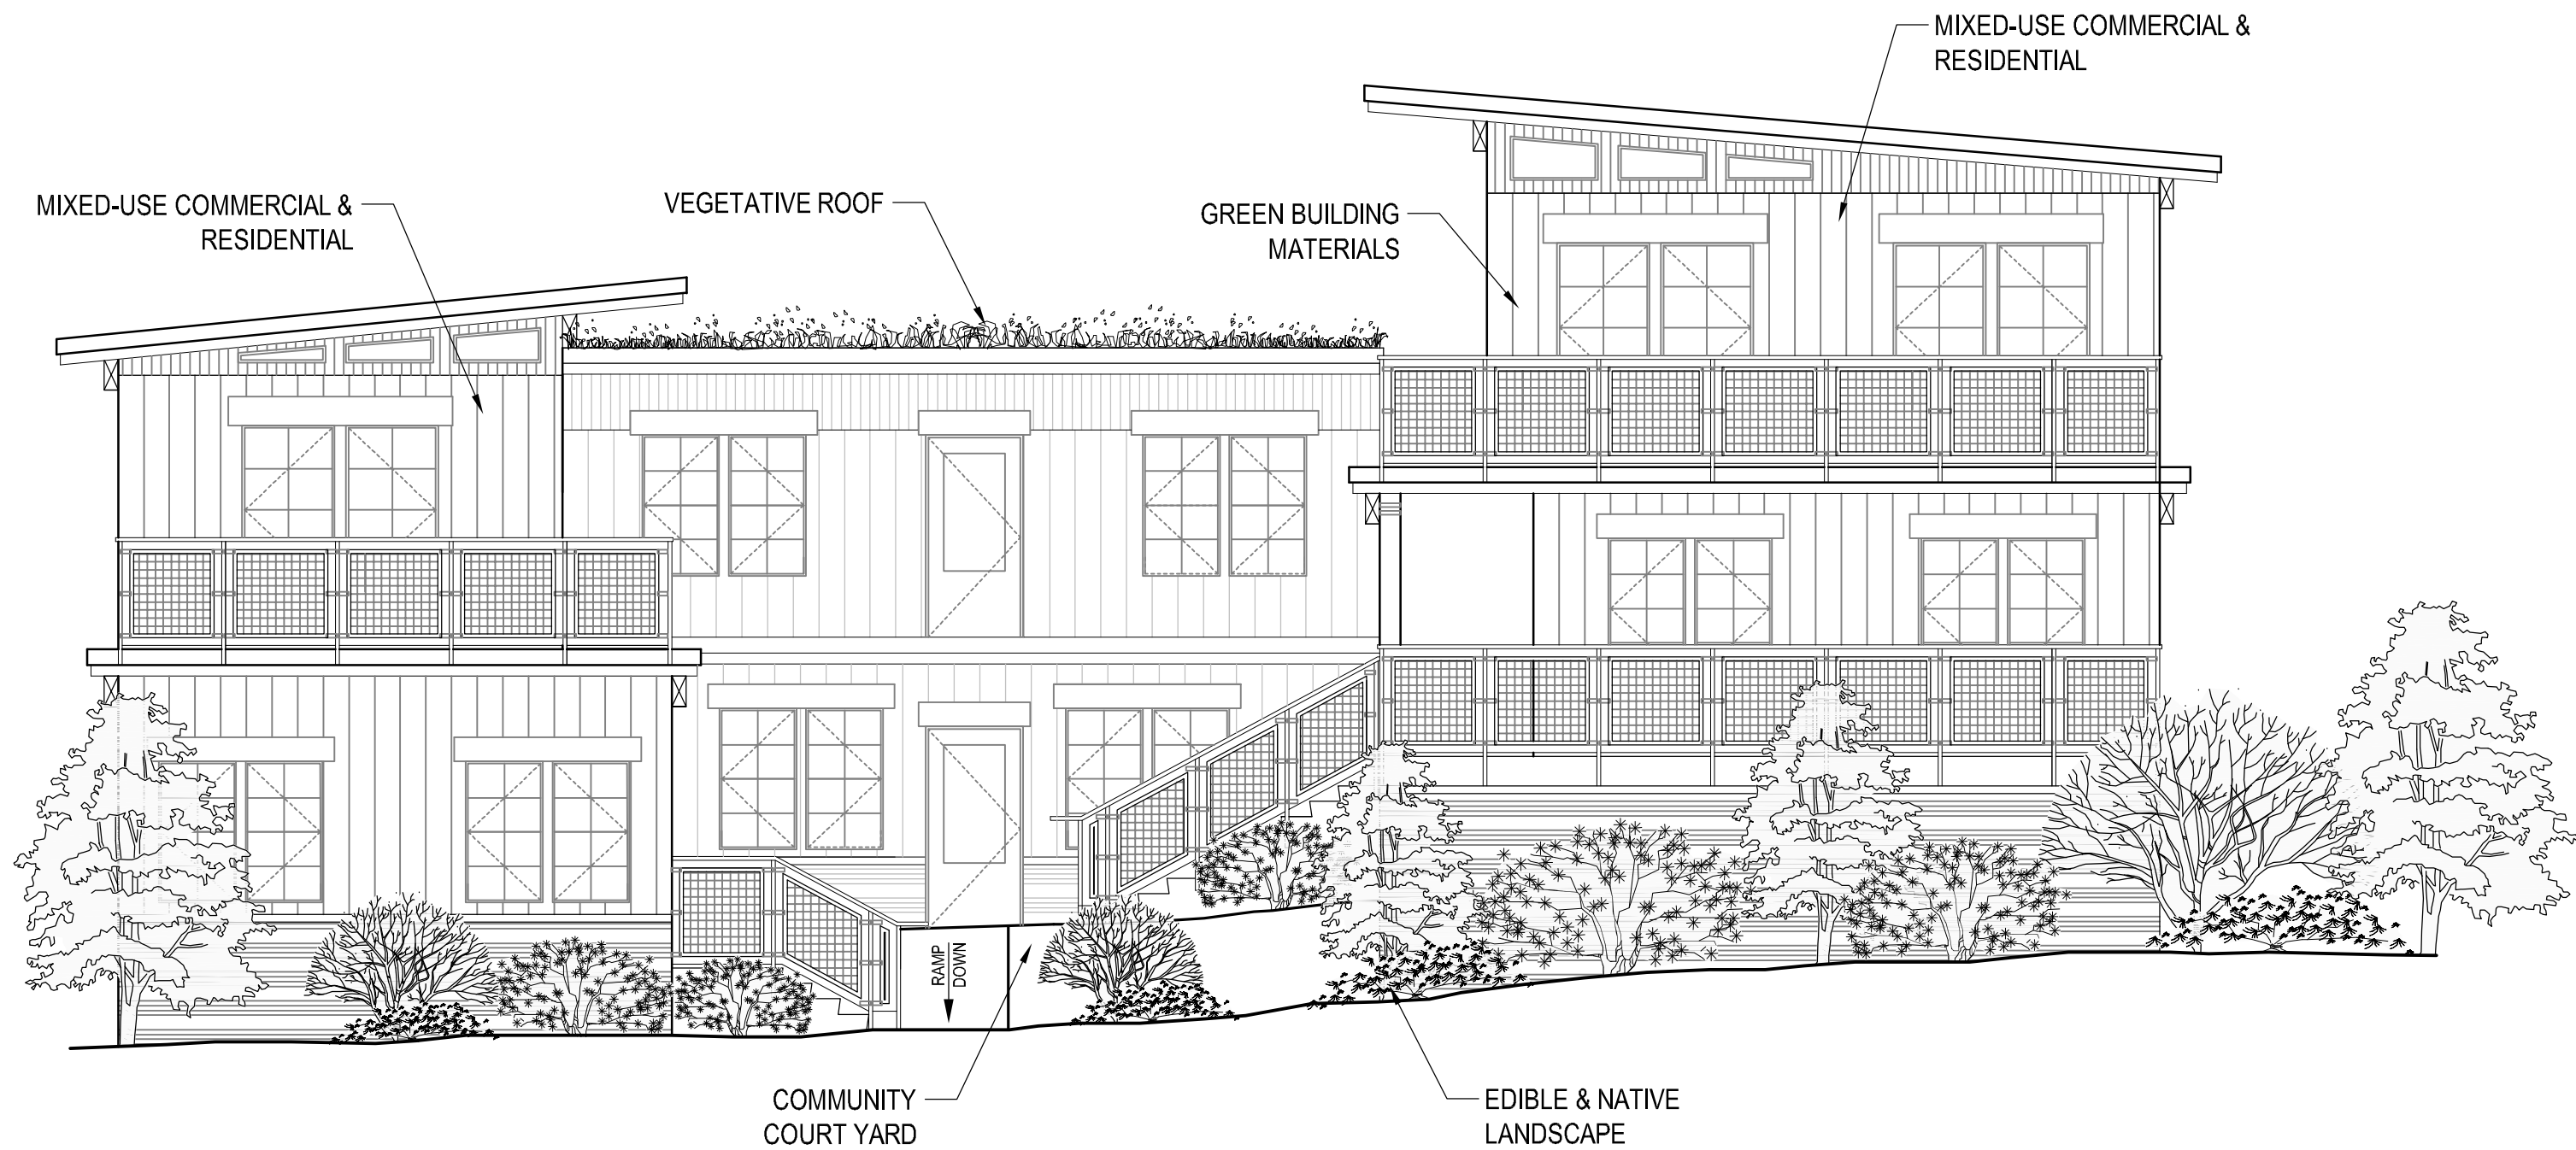 MIXED-USE COMMERCIAL &
RESIDENTIAL
MIXED-USE COMMERCIAL &
RESIDENTIAL
VEGETATIVE ROOF
GREEN BUILDING
MATERIALS
RAMP
DOWN
COMMUNITY
COURT YARD
EDIBLE & NATIVE
LANDSCAPE